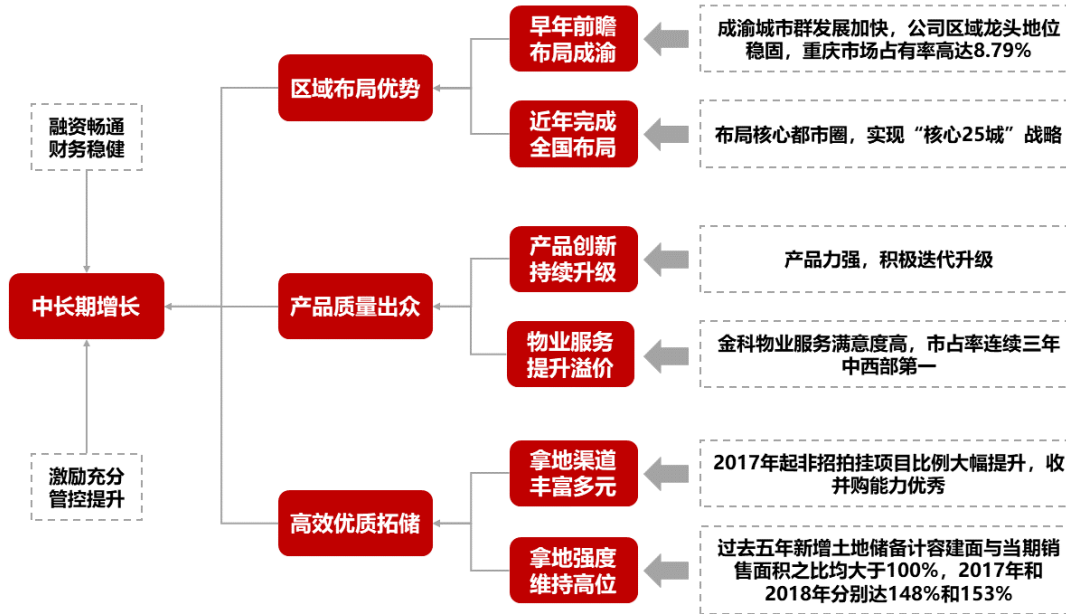 早年前瞻
布局成渝
成渝城市群发展加快，公司区域龙头地位
稳固，重庆市场占有率高达8.79%
区域布局优势
近年完成
全国布局
布局核心都市圈，实现“核心25城”战略
融资畅通
财务稳健
产品创新
持续升级
产品力强，积极迭代升级
中长期增长
产品质量出众
物业服务
提升溢价
金科物业服务满意度高，市占率连续三年
中西部第一
激励充分
管控提升
拿地渠道
丰富多元
2017年起非招拍挂项目比例大幅提升，收
并购能力优秀
高效优质拓储
拿地强度
维持高位
过去五年新增土地储备计容建面与当期销
售面积之比均大于100%，2017年和
2018年分别达148%和153%